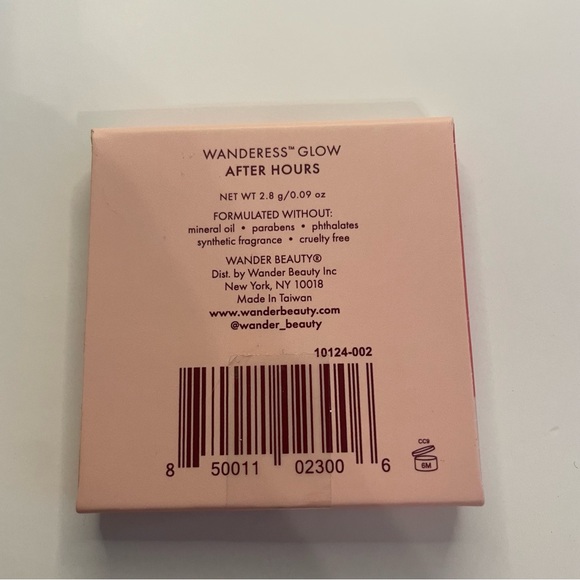 WANDERESS™ GLOW
AFTER HOURS
NET WT 2.8 g/0.09 oz
FORMULATED WITHOUT:
mineral oil • parabens • phthalates
synthetic fragrance • cruelty free
WANDER BEAUTY®
Dist. by Wander Beauty Inc
New York, NY 10018
Made In Taiwan
www.wanderbeauty.com
@wander_beauty
10124-002
8 50011 02300 6
CC9
6M